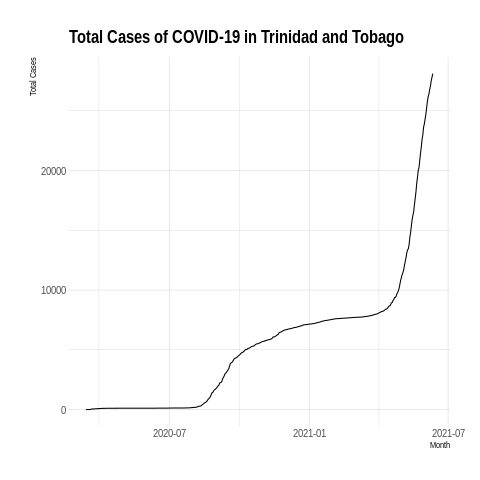 Total Cases of COVID-19 in Trinidad and Tobago
Total Cases
20000
10000
0
2020-07
2021-01
2021-07
Month